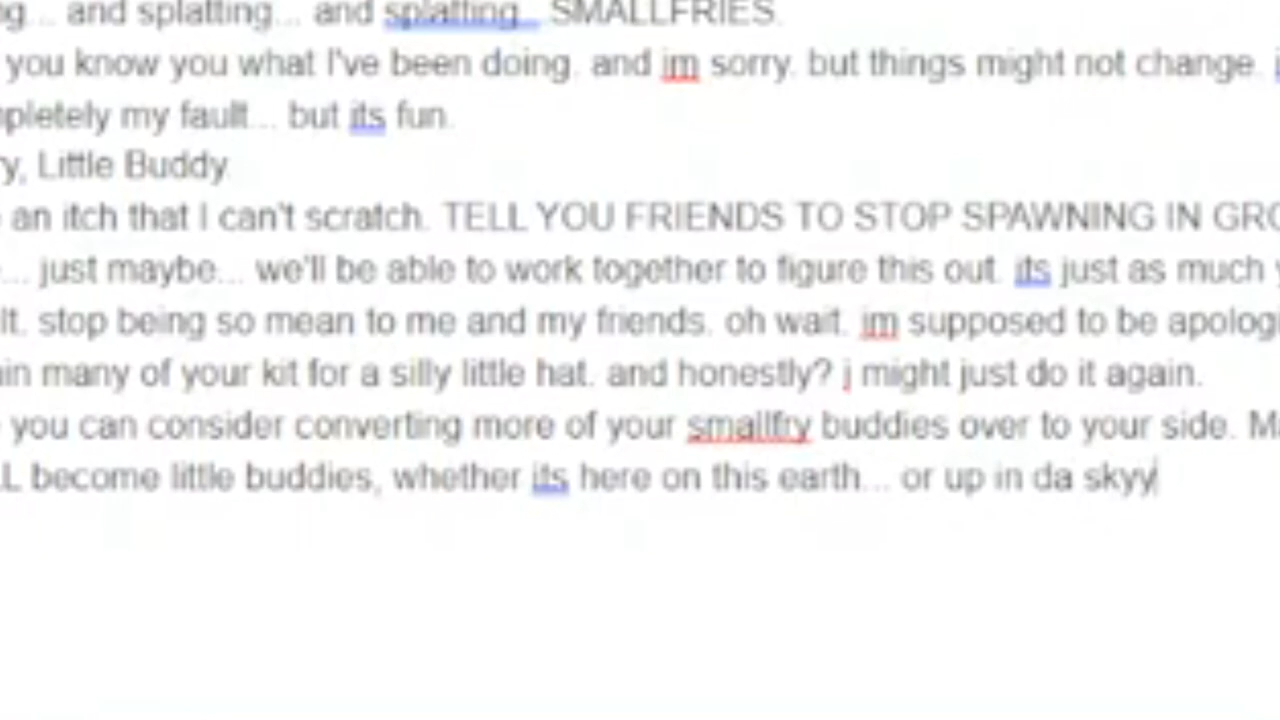 and splatting... and splatting... SMALLFRIES.
you know you what I've been doing. and im sorry. but things might not change.
my fault... but its fun.
Little Buddy
an itch that I can't scratch. TELL YOU FRIENDS TO STOP SPAWNING IN
... just maybe... we'll be able to work together to figure this out. its just as much
stop being so mean to me and my friends. oh wait. im supposed to be
many of your kit for a silly little hat. and honestly? j might just do it again.
you can consider converting more of your smallfry buddies over to your side.
become little buddies, whether its here on this earth... or up in da skyy